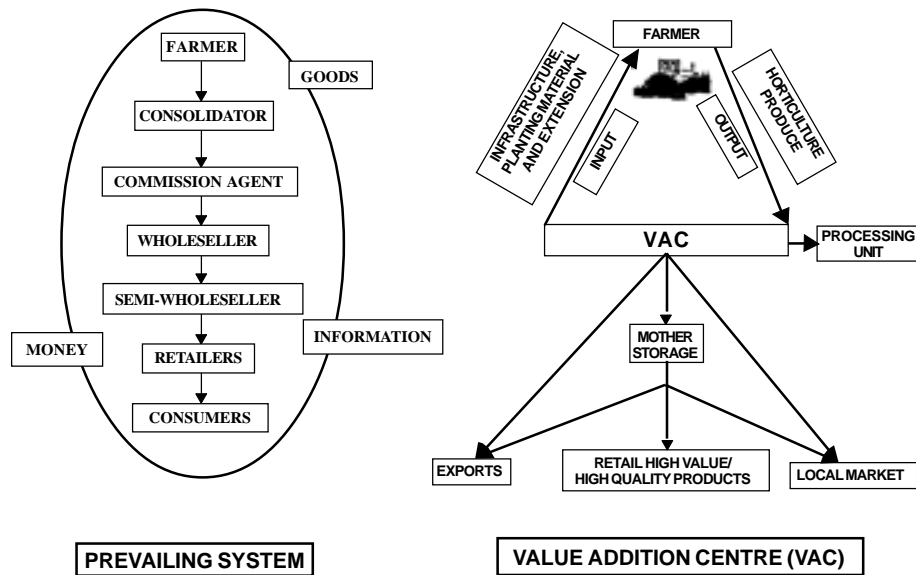 FARMER
GOODS
CONSOLIDATOR
COMMISSION AGENT
WHOLESELLER
SEMI-WHOLESELLER
MONEY
INFORMATION
RETAILERS
CONSUMERS
PREVAILING SYSTEM
FARMER
INFRASTRUCTURE,
PLANTING MATERIAL
AND EXTENSION
INPUT
OUTPUT
HORTICULTURE
PRODUCE
VAC
PROCESSING
UNIT
MOTHER
STORAGE
EXPORTS
RETAIL HIGH VALUE/
HIGH QUALITY PRODUCTS
LOCAL MARKET
VALUE ADDITION CENTRE (VAC)